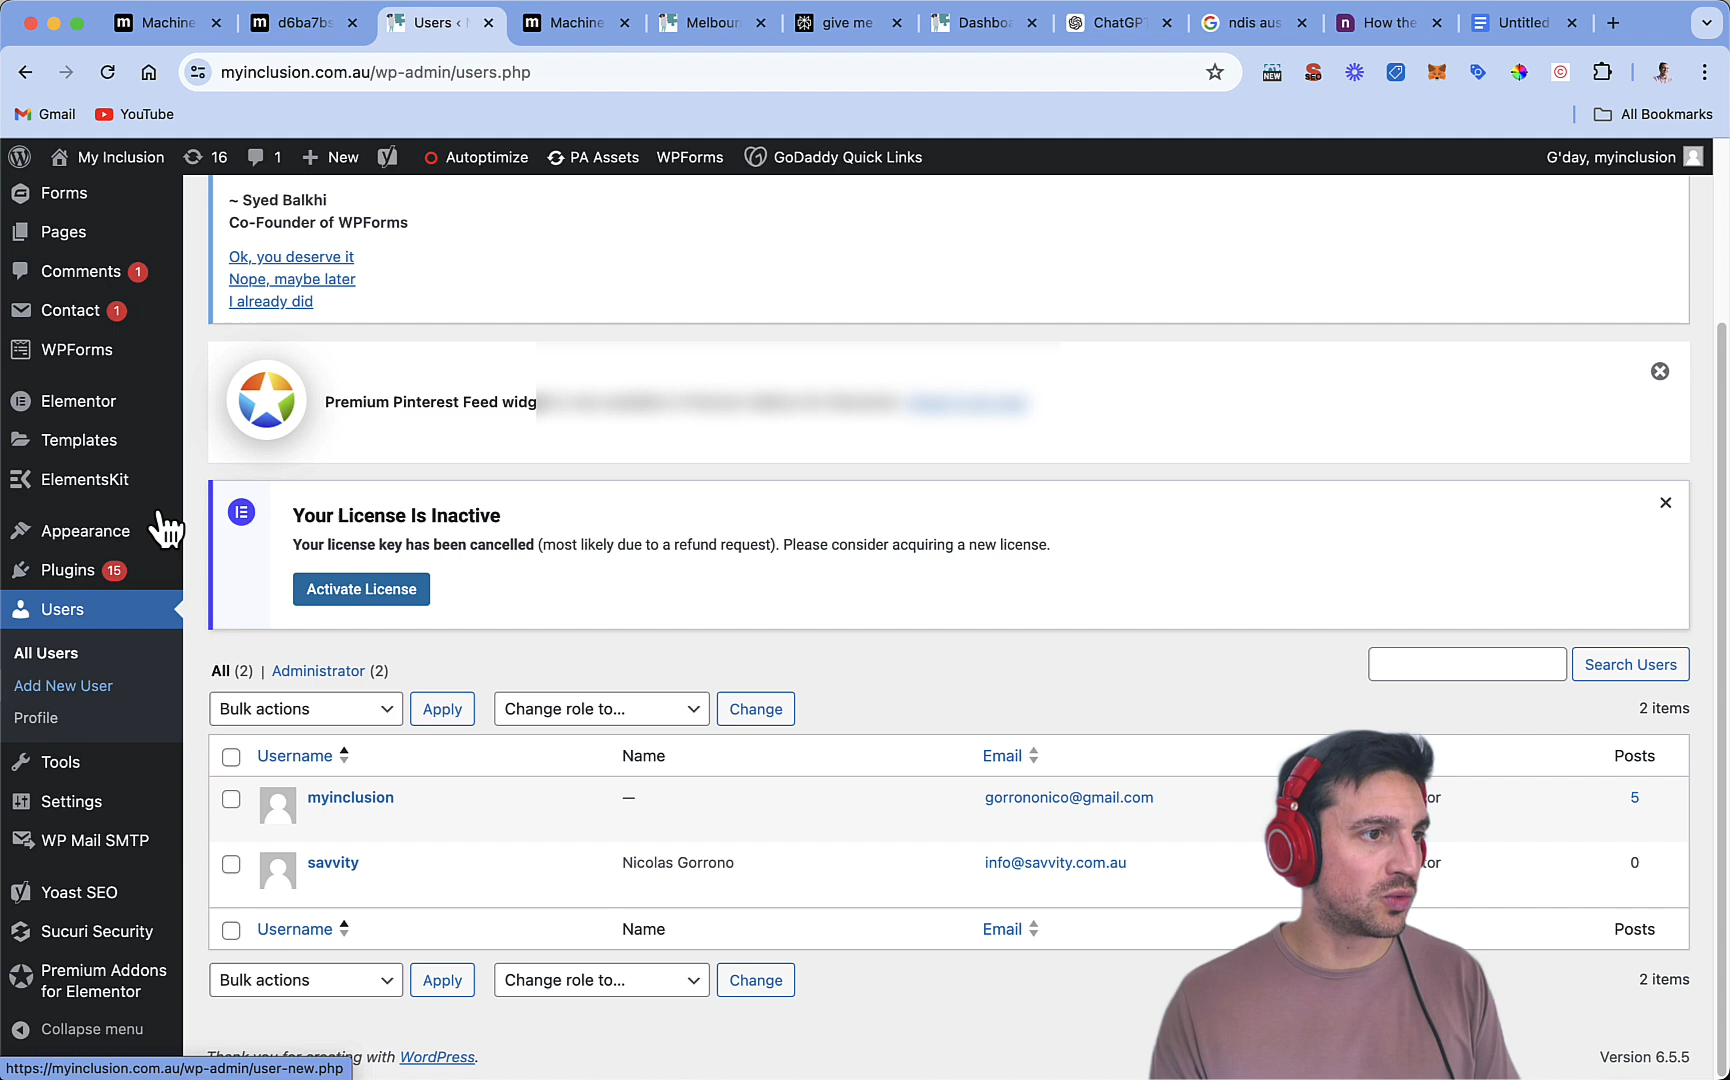 Machine
d6ba7bs
Users ‹
Machine
Melbour
give me
Dashbo
ChatGP
ndis aus
How the
Untitled
myinclusion.com.au/wp-admin/users.php
NEW
SEO
Gmail
YouTube
All Bookmarks
My Inclusion
16
1
New
Autoptimize
PA Assets
WPForms
GoDaddy Quick Links
G'day, myinclusion
Forms
Pages
Comments 1
Contact 1
WPForms
Elementor
Templates
ElementsKit
Appearance
Plugins 15
Users
All Users
Add New User
Profile
Tools
Settings
WP Mail SMTP
Yoast SEO
Sucuri Security
Premium Addons
for Elementor
Collapse menu
https://myinclusion.com.au/wp-admin/user-new.php
~ Syed Balkhi
Co-Founder of WPForms
Ok, you deserve it
Nope, maybe later
I already did
Premium Pinterest Feed widg
Your License Is Inactive
Your license key has been cancelled (most likely due to a refund request). Please consider acquiring a new license.
Activate License
All (2) | Administrator (2)
Search Users
Bulk actions
Apply
Change role to...
Change
2 items
Username
Name
Email
Posts
myinclusion
—
gorrononico@gmail.com
or
5
savvity
Nicolas Gorrono
info@savvity.com.au
tor
0
Username
Name
Email
Posts
Bulk actions
Apply
Change role to...
Change
2 items
Thank you for creating with WordPress.
Version 6.5.5